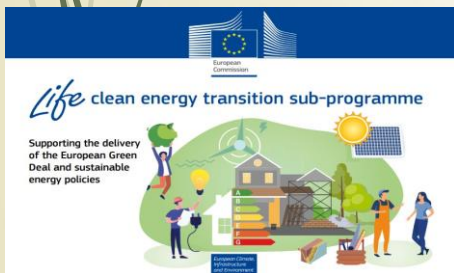 European
Commission
Life clean energy transition sub-programme
Supporting the delivery
of the European Green
Deal and sustainable
energy policies
A
G
European Climate,
Infrastructure
and Environment